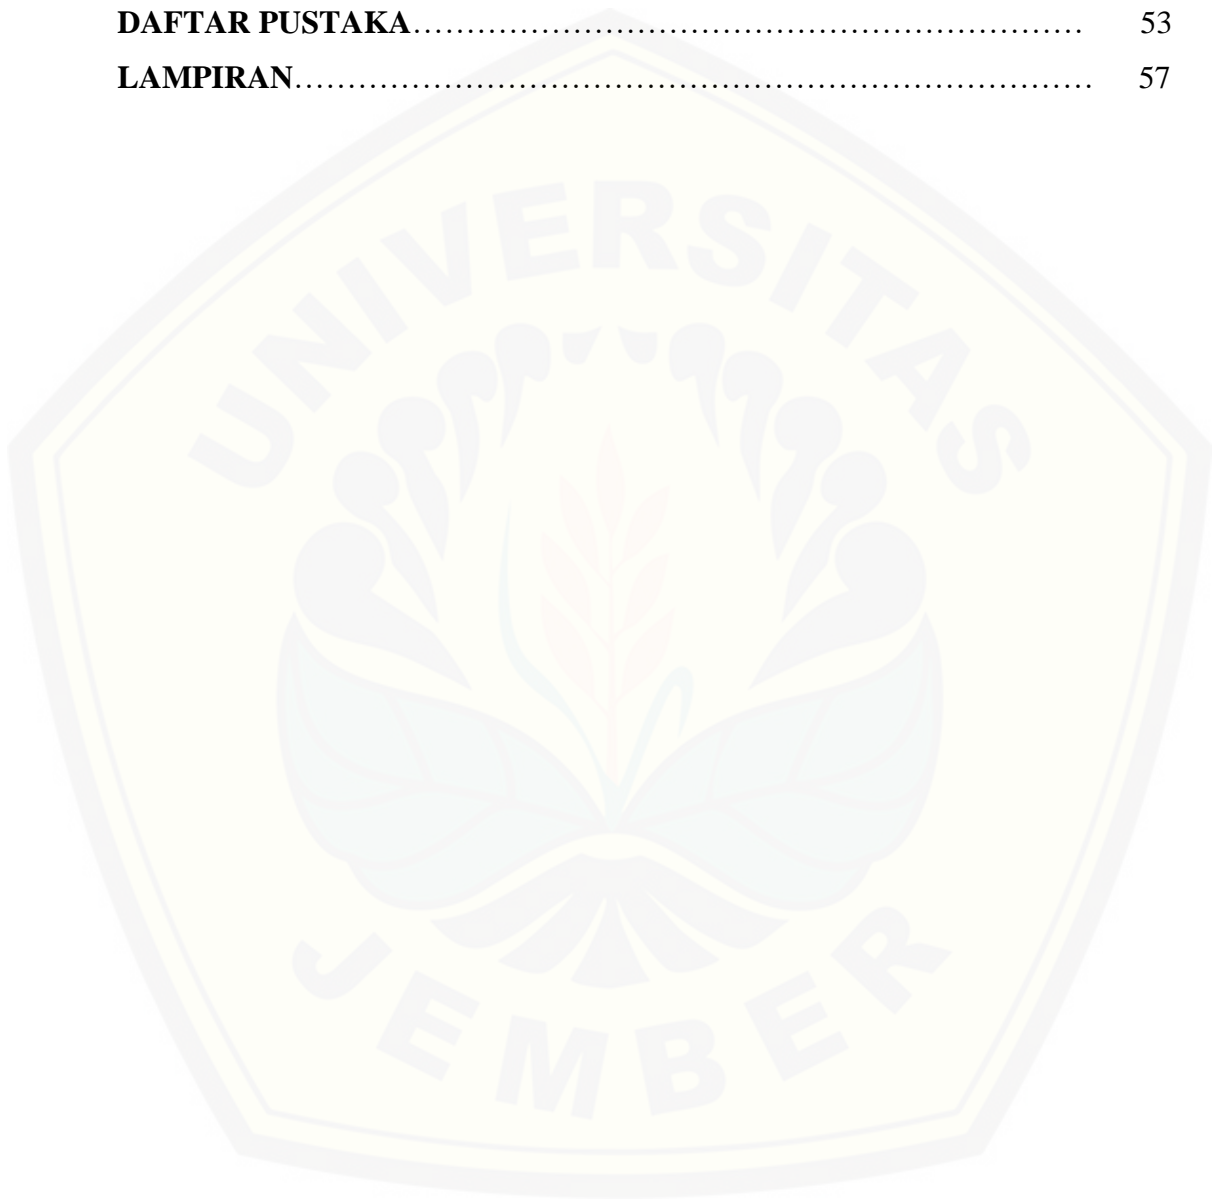 DAFTAR PUSTAKA…………………………………………………… 53
LAMPIRAN……………………………………………………………… 57
UNIVERSITAS
JEMBER